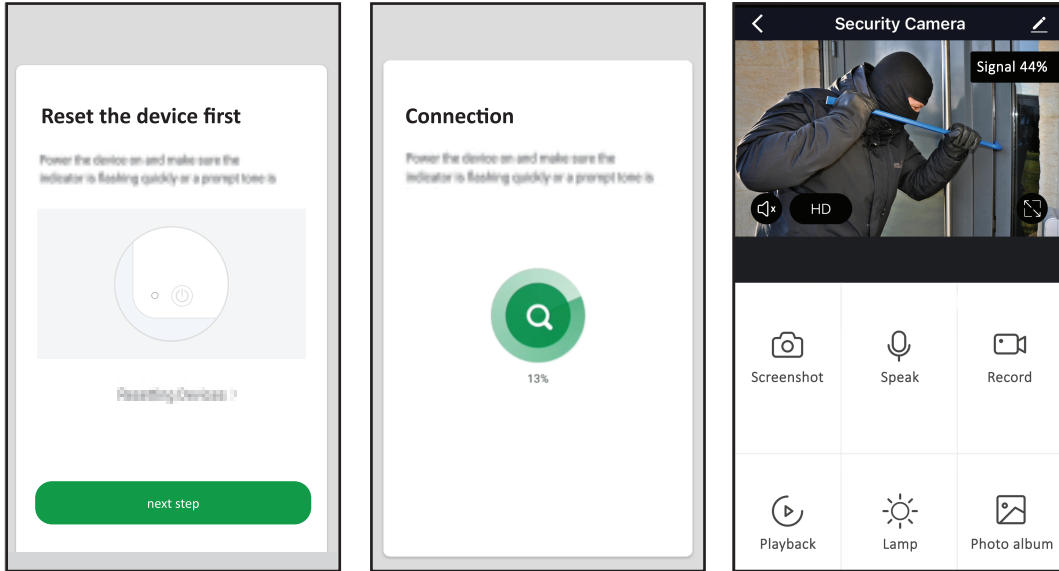 Reset the device first
Power the device on and make sure the
indicator is flashing quickly or a prompt tone is
Resetting Devices
next step
Connection
Power the device on and make sure the
indicator is flashing quickly or a prompt tone is
13%
Security Camera
Signal 44%
HD
Screenshot
Speak
Record
Playback
Lamp
Photo album